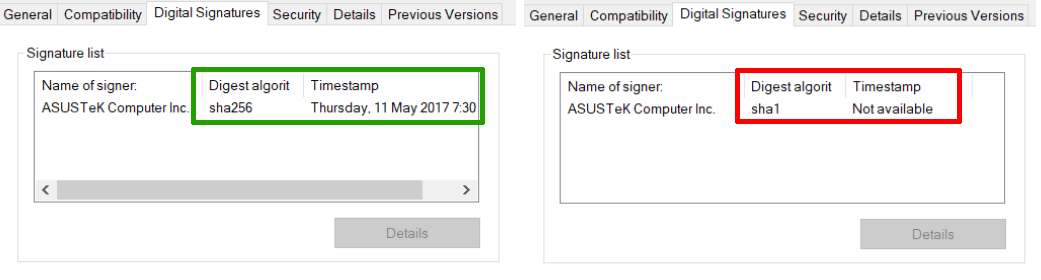 General Compatibility Digital Signatures Security Details Previous Versions
Signature list
Name of signer: Digest algorit Timestamp
ASUSTeK Computer Inc. sha256 Thursday, 11 May 2017 7:30
Details
General Compatibility Digital Signatures Security Details Previous Versions
Signature list
Name of signer: Digest algorit Timestamp
ASUSTeK Computer Inc. sha1 Not available
Details